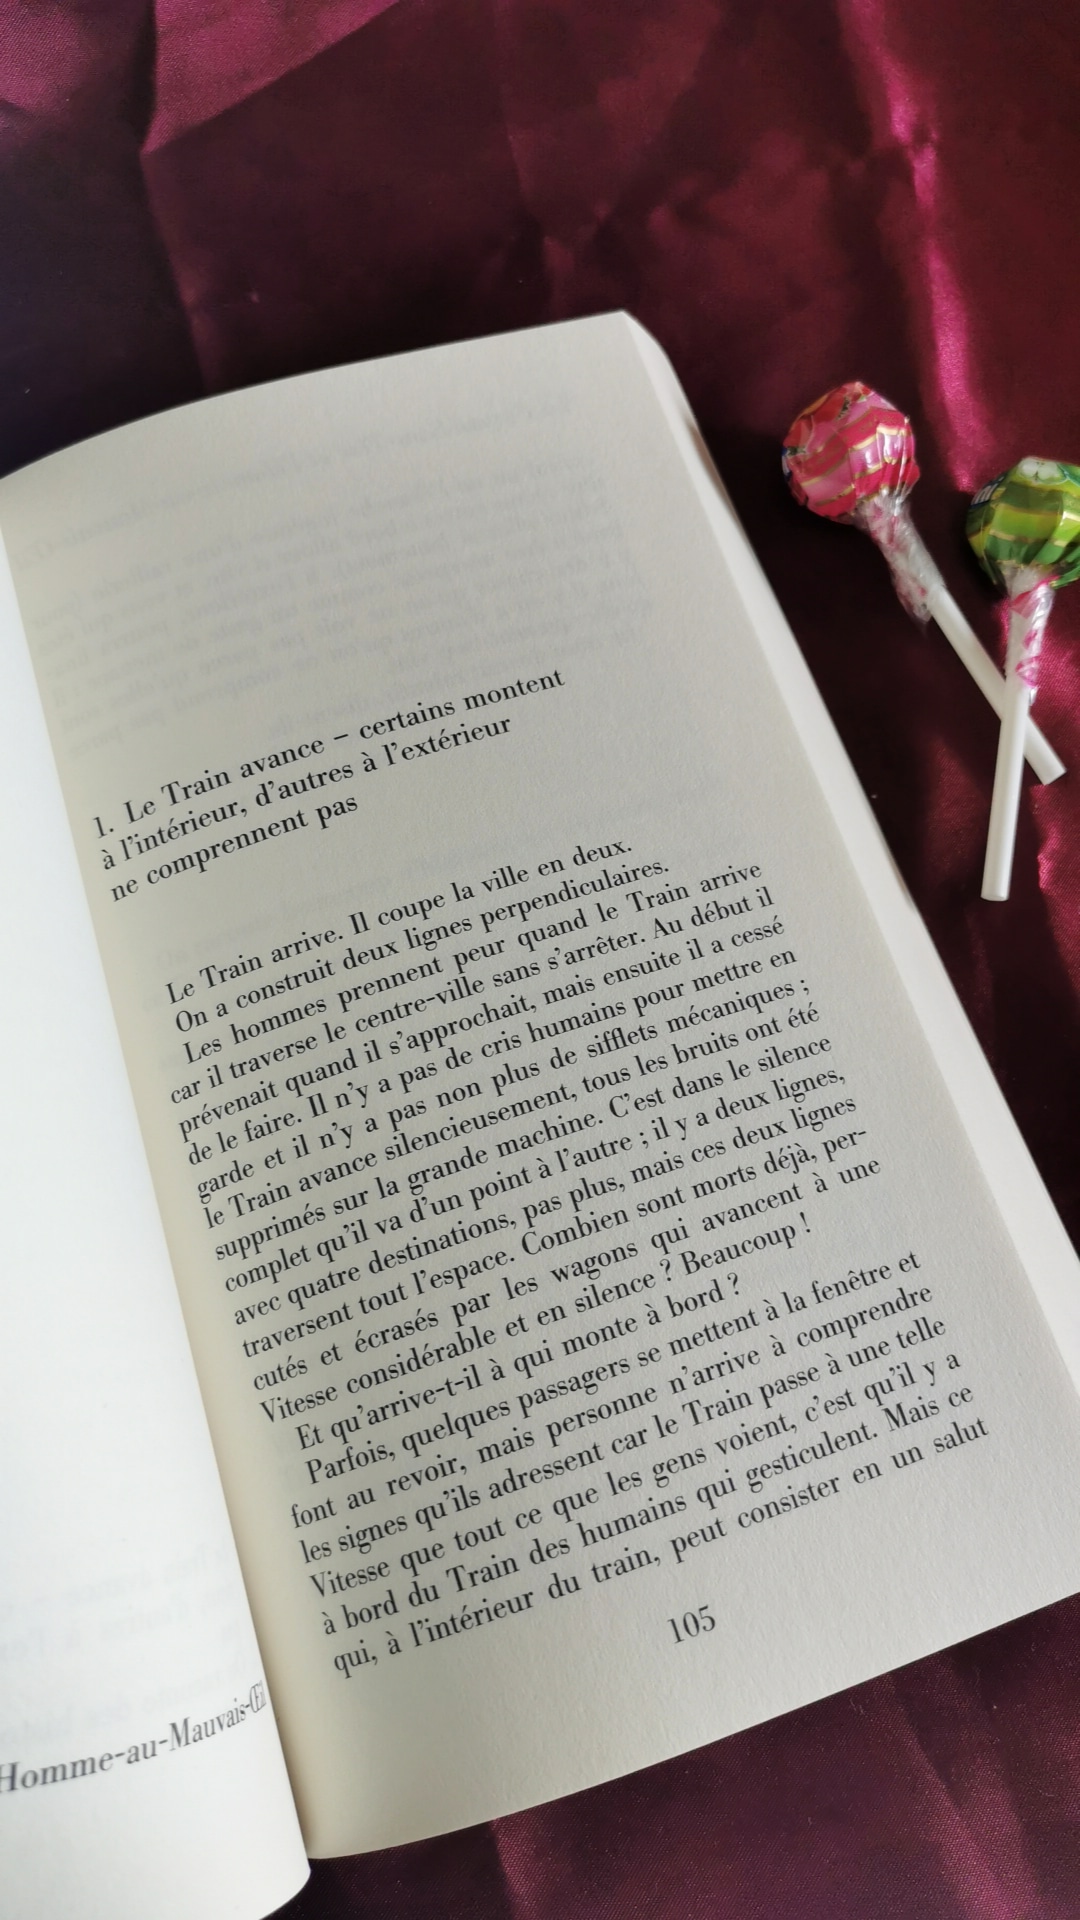 1. Le Train avance – certains montent
à l'intérieur, d'autres à l'extérieur
ne comprennent pas
Le Train arrive. Il coupe la ville en deux.
On a construit deux lignes perpendiculaires.
Les hommes prennent peur quand le Train arrive
car il traverse le centre-ville sans s'arrêter. Au début il
prévenait quand il s'approchait, mais ensuite il a cessé
de le faire. Il n'y a pas de cris humains pour mettre en
garde et il n'y a pas non plus de sifflets mécaniques ;
le Train avance silencieusement, tous les bruits ont été
supprimés sur la grande machine. C'est dans le silence
complet qu'il va d'un point à l'autre ; il y a deux lignes,
avec quatre destinations, pas plus, mais ces deux lignes
traversent tout l'espace. Combien sont morts déjà, per-
cutés et écrasés par les wagons qui avancent à une
Vitesse considérable et en silence ? Beaucoup !
Et qu'arrive-t-il à qui monte à bord ?
Parfois, quelques passagers se mettent à la fenêtre et
font au revoir, mais personne n'arrive à comprendre
les signes qu'ils adressent car le Train passe à une telle
Vitesse que tout ce que les gens voient, c'est qu'il y a
à bord du Train des humains qui gesticulent. Mais ce
qui, à l'intérieur du train, peut consister en un salut
105
Homme-au-Mauvais-Œil